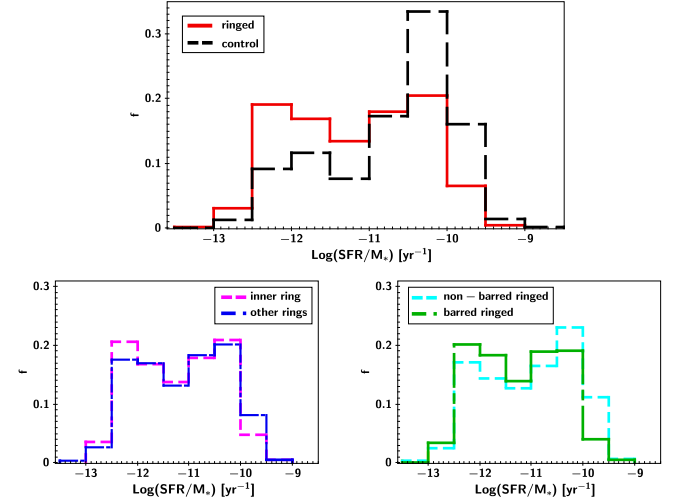 ringed
control
0.3
0.2
0.1
0
f
−13
−12
−11
−10
−9
Log(SFR/M*) [yr−1]
inner ring
other rings
0.3
0.2
0.1
0
f
−13
−12
−11
−10
−9
Log(SFR/M*) [yr−1]
non − barred ringed
barred ringed
0.3
0.2
0.1
0
f
−13
−12
−11
−10
−9
Log(SFR/M*) [yr−1]